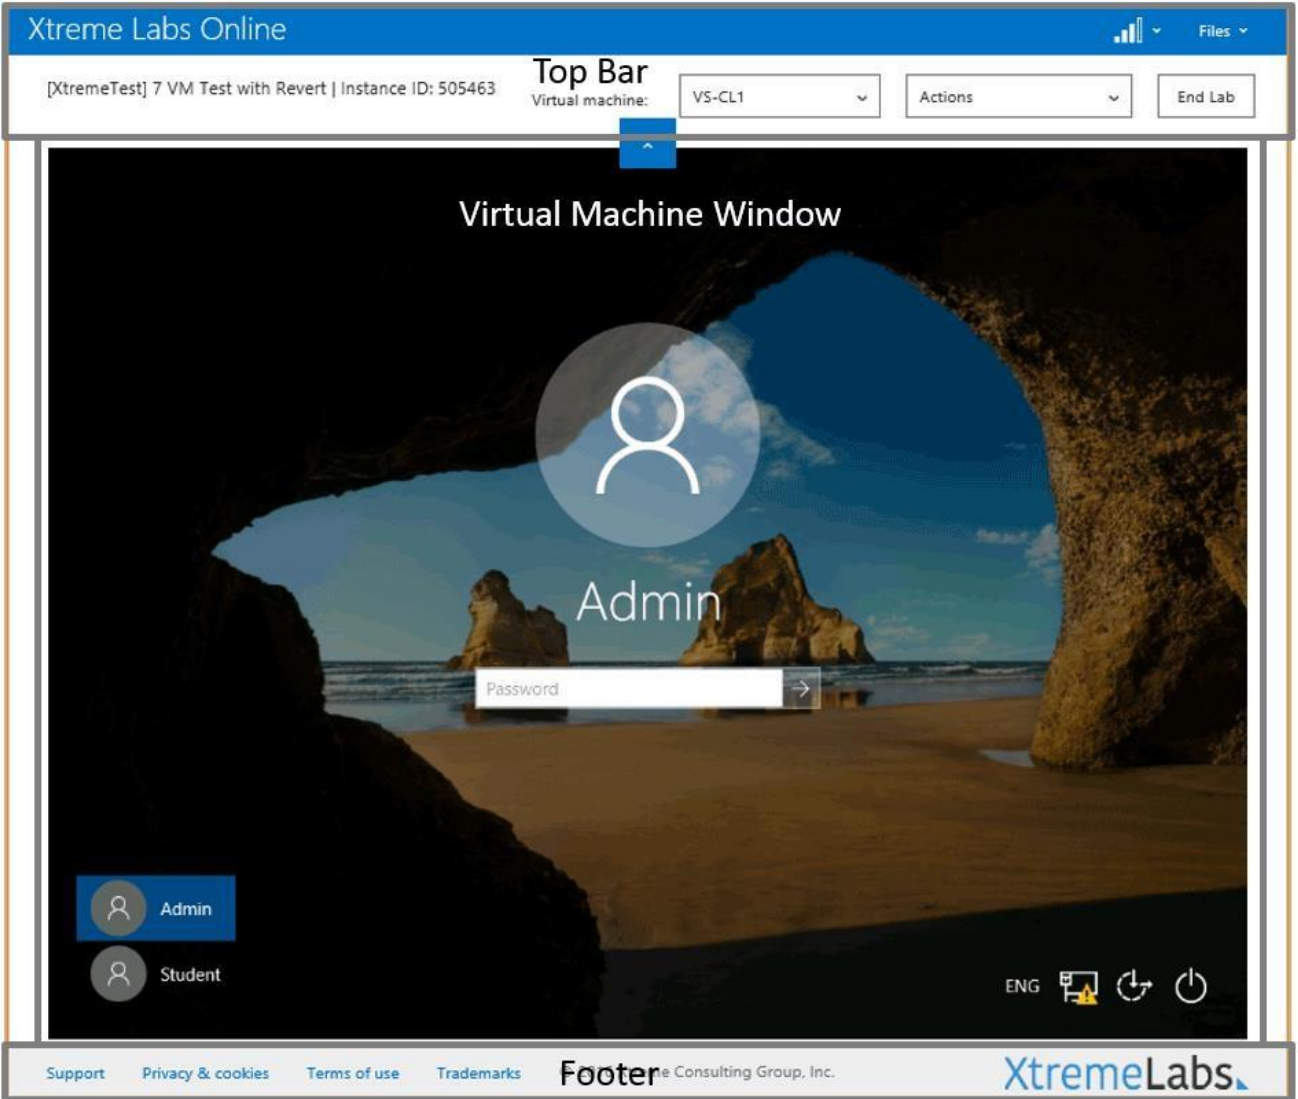 Xtreme Labs Online
Files
Top Bar
[XtremeTest] 7 VM Test with Revert | Instance ID: 505463
Virtual machine:
VS-CL1
Actions
End Lab
Virtual Machine Window
Admin
Password
Admin
Student
ENG
Support
Privacy & cookies
Terms of use
Trademarks
Footer
Consulting Group, Inc.
XtremeLabs.